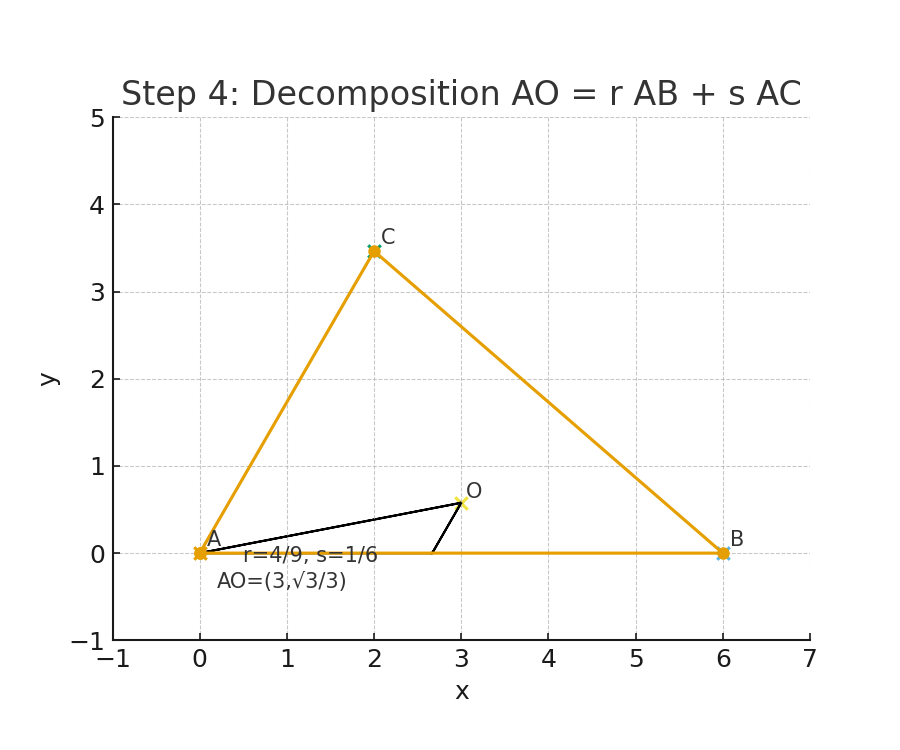 Step 4: Decomposition AO = r AB + s AC
5
4
3
2
1
0
−1
y
C
O
A
B
r=4/9, s=1/6
AO=(3,√3/3)
−1 0 1 2 3 4 5 6 7
x